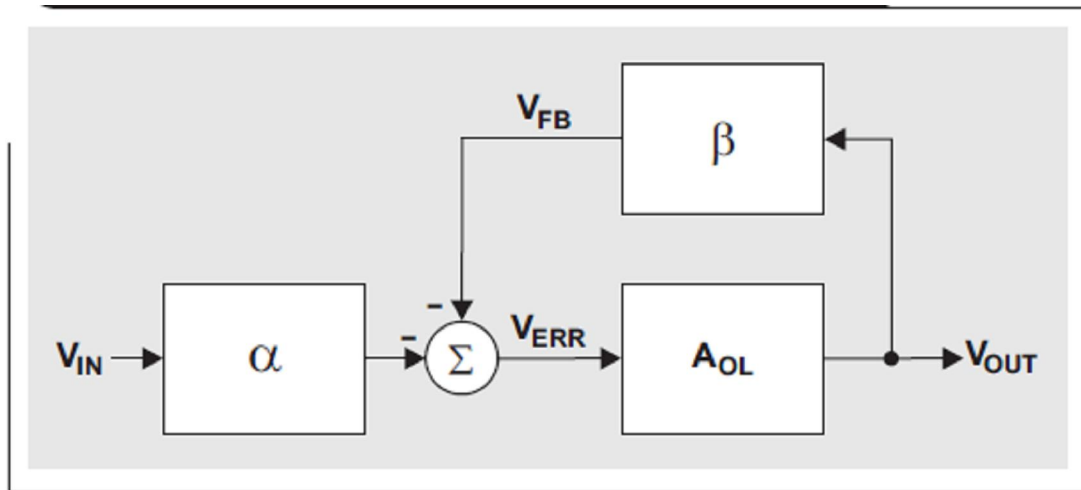 V_FB
β
-
V_IN
α
-
Σ
V_ERR
A_OL
V_OUT